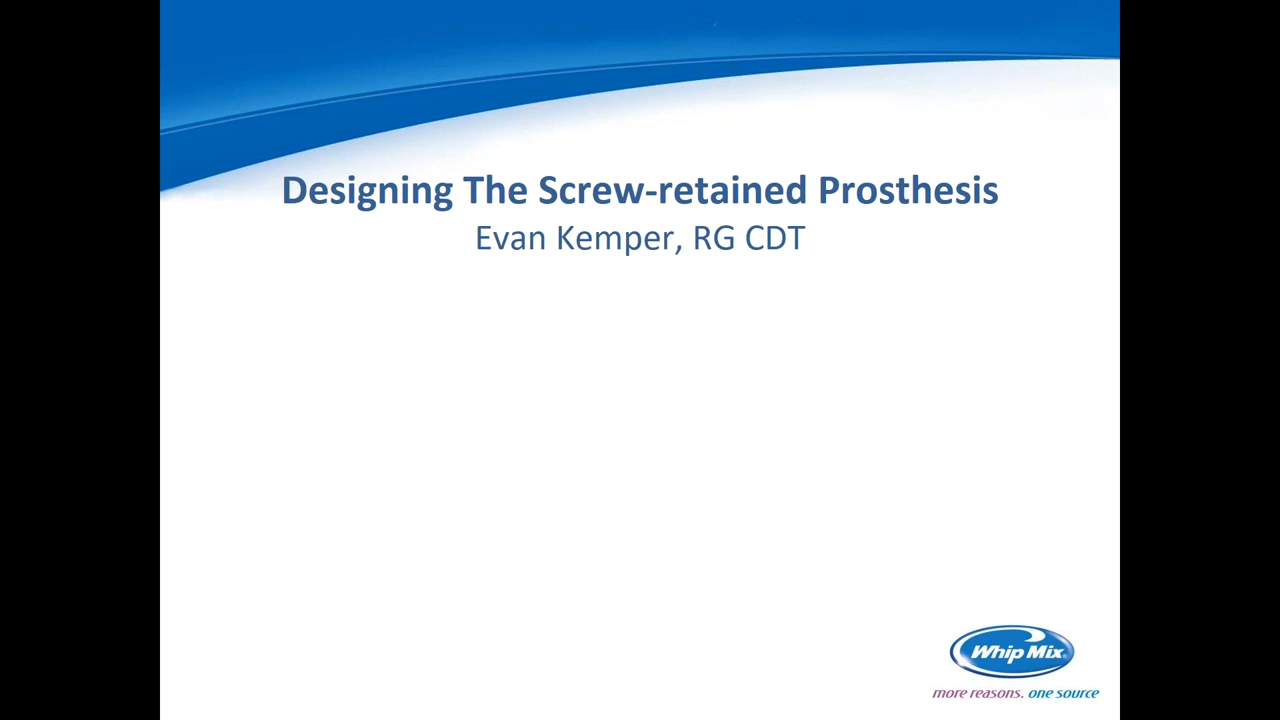 Designing The Screw-retained Prosthesis
Evan Kemper, RG CDT
Whip Mix®
more reasons. one source